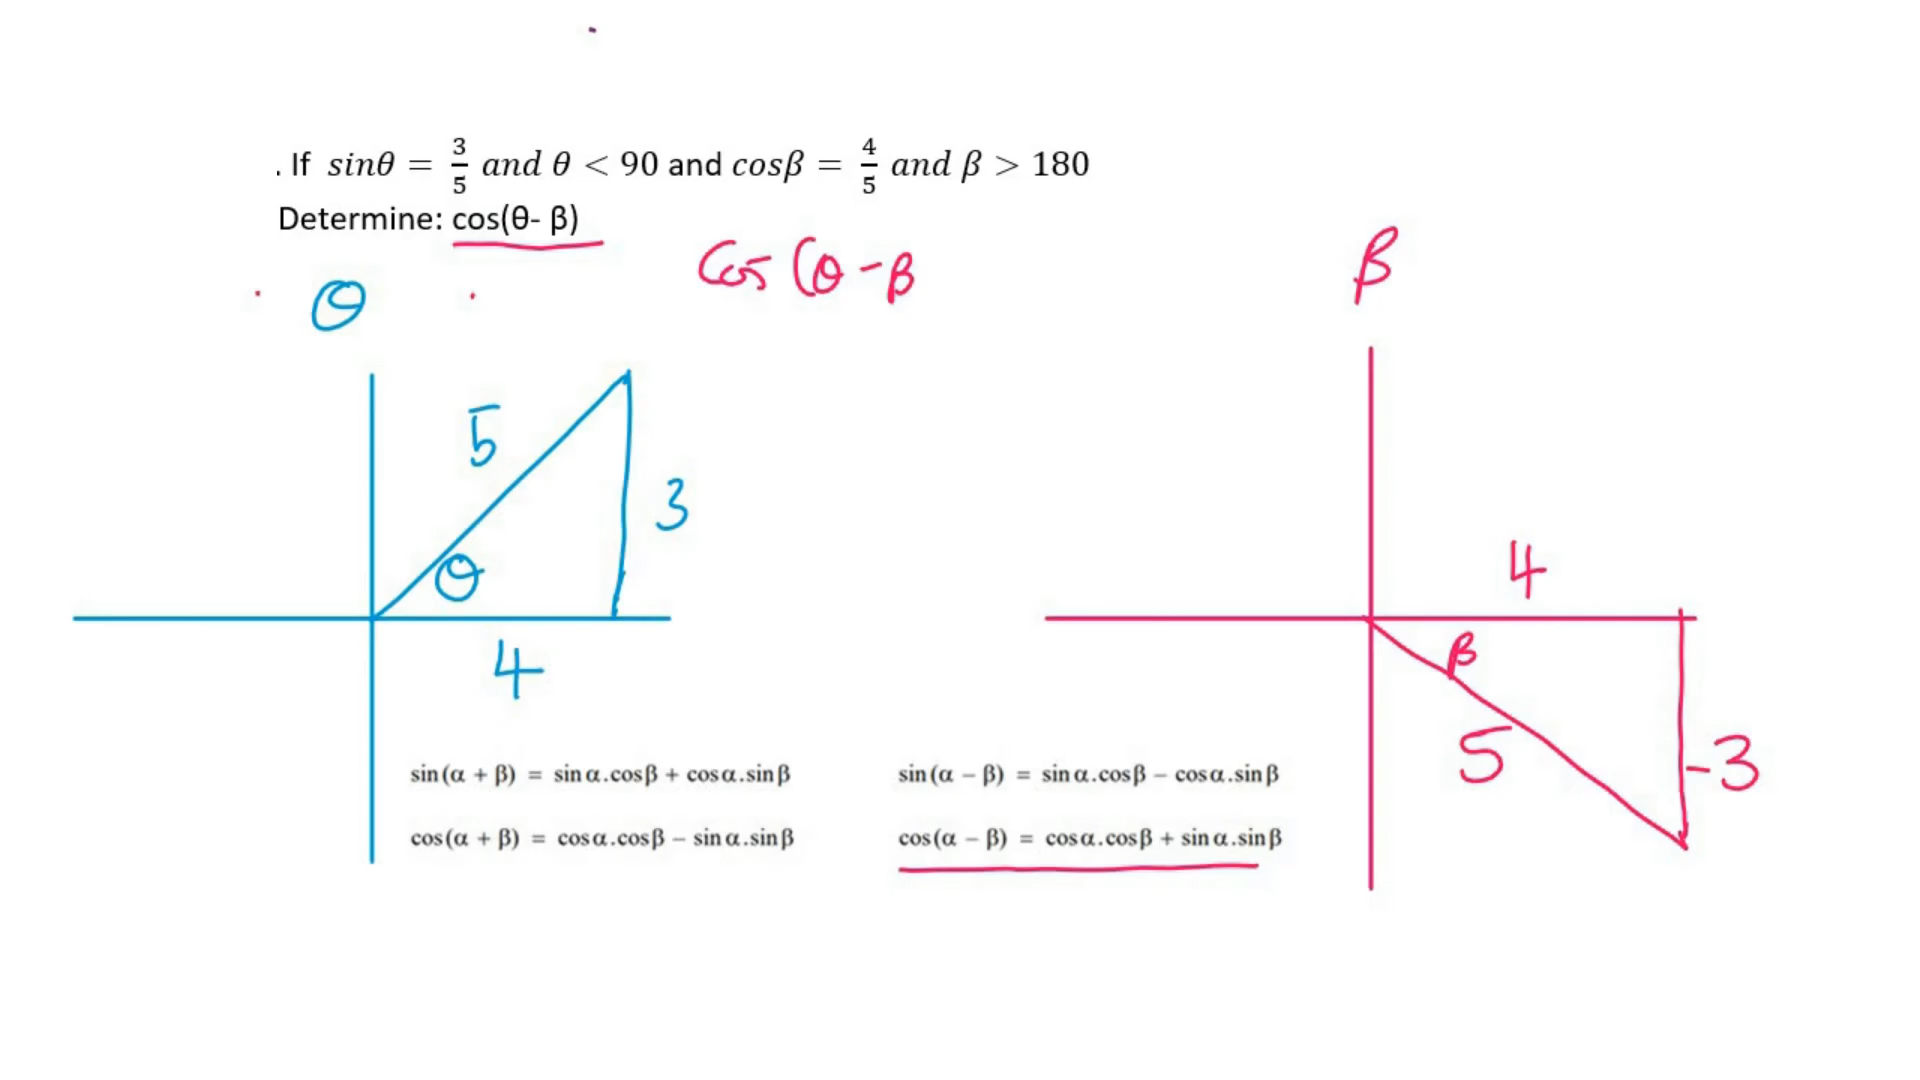 . If sinθ = 3/5 and θ < 90 and cosβ = 4/5 and β > 180
Determine: cos(θ- β)
cos (θ - β
θ
β
5
3
θ
4
4
β
5
-3
sin(α + β) = sinα.cosβ + cosα.sinβ
sin(α − β) = sinα.cosβ − cosα.sinβ
cos(α + β) = cosα.cosβ − sinα.sinβ
cos(α − β) = cosα.cosβ + sinα.sinβ